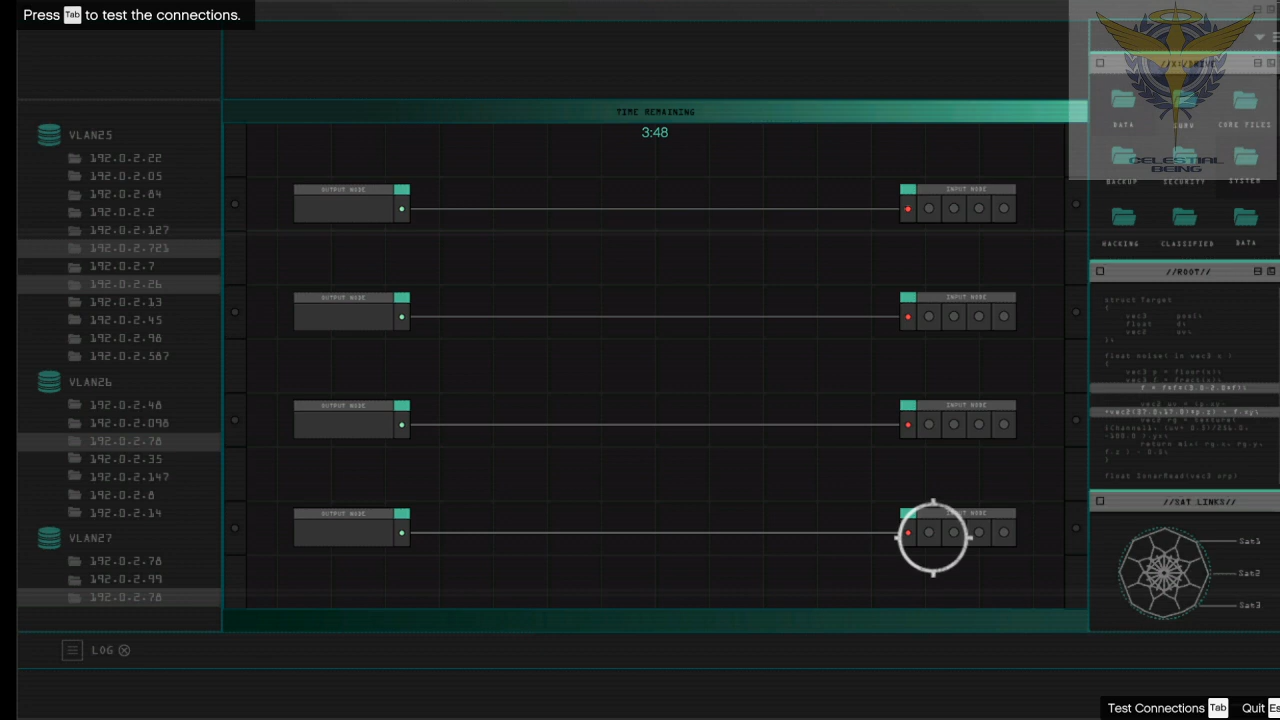 Press Tab to test the connections.
TIME REMAINING
3:48
VLAN25
192.0.2.22
192.0.2.05
192.0.2.84
192.0.2.2
192.0.2.127
192.0.2.721
192.0.2.7
192.0.2.26
192.0.2.13
192.0.2.45
192.0.2.98
192.0.2.587
VLAN26
192.0.2.48
192.0.2.098
192.0.2.78
192.0.2.35
192.0.2.147
192.0.2.8
192.0.2.14
VLAN27
192.0.2.78
192.0.2.99
192.0.2.78
LOG
OUTPUT NODE
INPUT NODE
OUTPUT NODE
INPUT NODE
OUTPUT NODE
INPUT NODE
OUTPUT NODE
INPUT NODE
CELESTIAL
BEING
DATA
CORE FILES
BACKUP SECURITY SYSTEM
HACKING CLASSIFIED DATA
//ROOT//
struct Target
{
//SAT LINKS//
Sat1
Sat2
Sat3
Test Connections Tab Quit Es